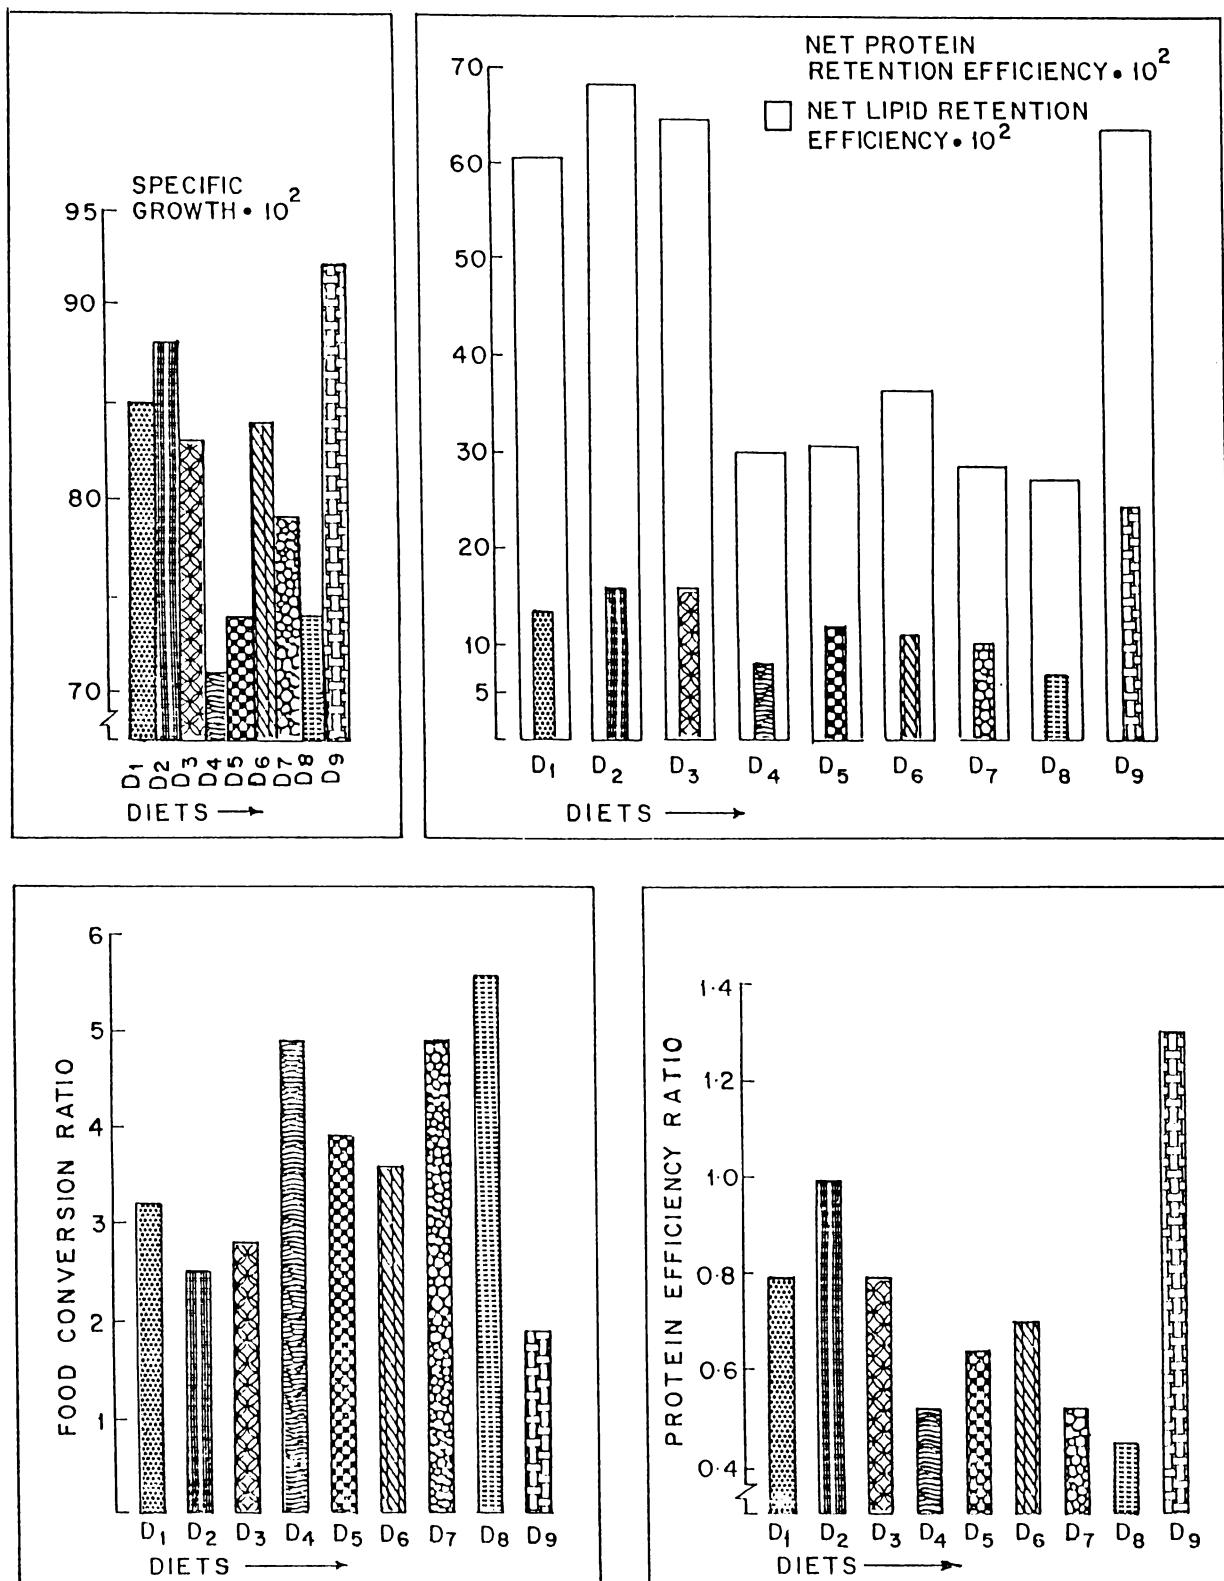 SPECIFIC
GROWTH • 10²
95
90
80
70
D1 D2 D3 D4 D5 D6 D7 D8 D9
DIETS →
NET PROTEIN
RETENTION EFFICIENCY • 10²
NET LIPID RETENTION
EFFICIENCY • 10²
70
60
50
40
30
20
10
5
D1 D2 D3 D4 D5 D6 D7 D8 D9
DIETS →
FOOD CONVERSION RATIO
6
5
4
3
2
1
D1 D2 D3 D4 D5 D6 D7 D8 D9
DIETS →
PROTEIN EFFICIENCY RATIO
1·4
1·2
1·0
0·8
0·6
0·4
D1 D2 D3 D4 D5 D6 D7 D8 D9
DIETS →